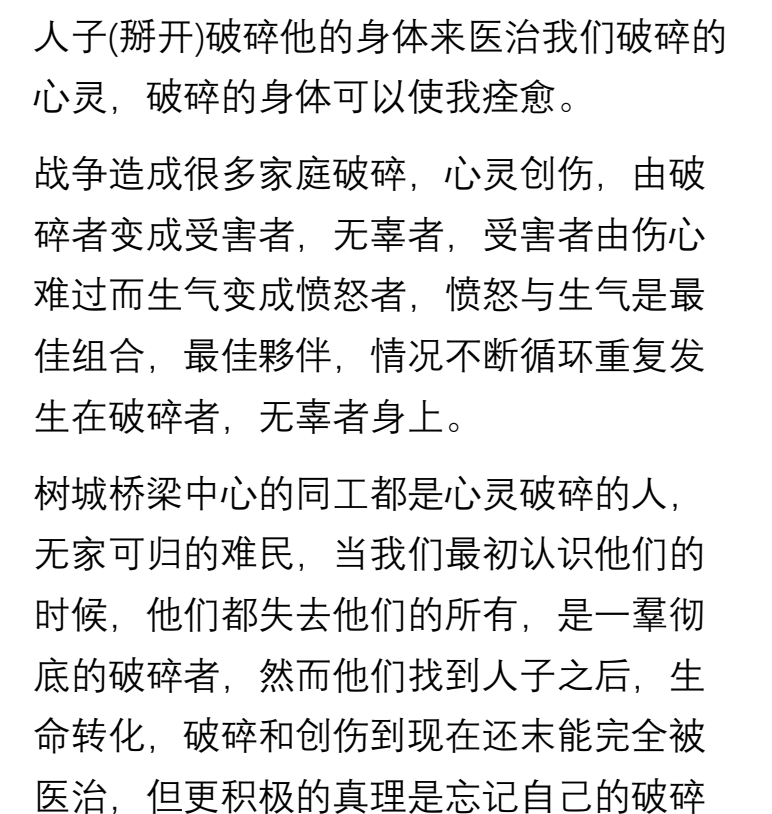 人子(掰开)破碎他的身体来医治我们破碎的
心灵，破碎的身体可以使我痊愈。
战争造成很多家庭破碎，心灵创伤，由破
碎者变成受害者，无辜者，受害者由伤心
难过而生气变成愤怒者，愤怒与生气是最
佳组合，最佳夥伴，情况不断循环重复发
生在破碎者，无辜者身上。
树城桥梁中心的同工都是心灵破碎的人，
无家可归的难民，当我们最初认识他们的
时候，他们都失去他们的所有，是一羣彻
底的破碎者，然而他们找到人子之后，生
命转化，破碎和创伤到现在还末能完全被
医治，但更积极的真理是忘记自己的破碎